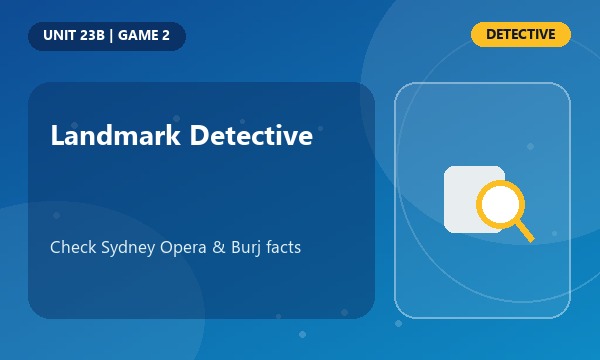 UNIT 23B | GAME 2
DETECTIVE
Landmark Detective
Check Sydney Opera & Burj facts